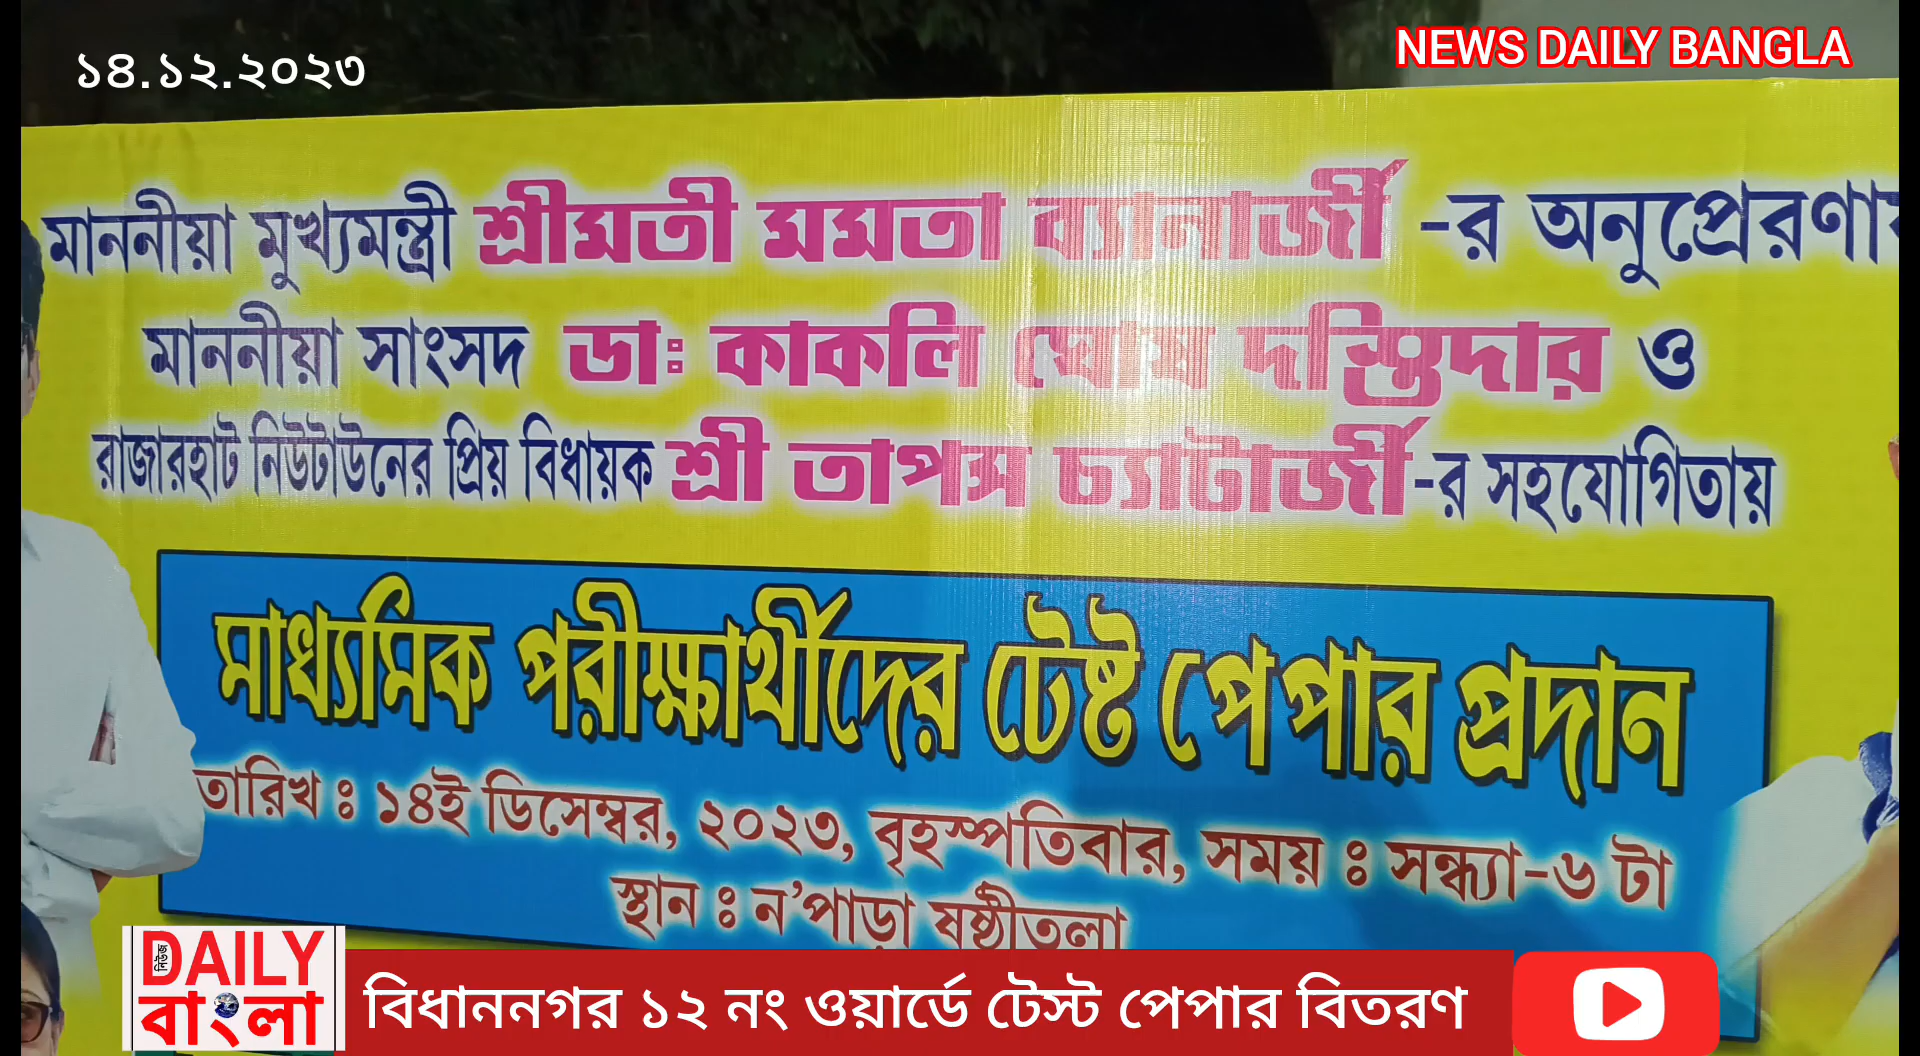 ১৪.১২.২০২৩
NEWS DAILY BANGLA
মাননীয়া মুখ্যমন্ত্রী শ্রীমতী মমতা ব্যানার্জী -র অনুপ্রেরণায়
মাননীয়া সাংসদ ডাঃ কাকলি ঘোষ দস্তিদার ও
রাজারহাট নিউটাউনের প্রিয় বিধায়ক শ্রী তাপস চ্যাটার্জী-র সহযোগিতায়
মাধ্যমিক পরীক্ষার্থীদের টেষ্ট পেপার প্রদান
তারিখ ঃ ১৪ই ডিসেম্বর, ২০২৩, বৃহস্পতিবার, সময় ঃ সন্ধ্যা-৬ টা
স্থান ঃ ন'পাড়া ষষ্ঠীতলা
DAILY
নিউজ
বাংলা
বিধাননগর ১২ নং ওয়ার্ডে টেস্ট পেপার বিতরণ